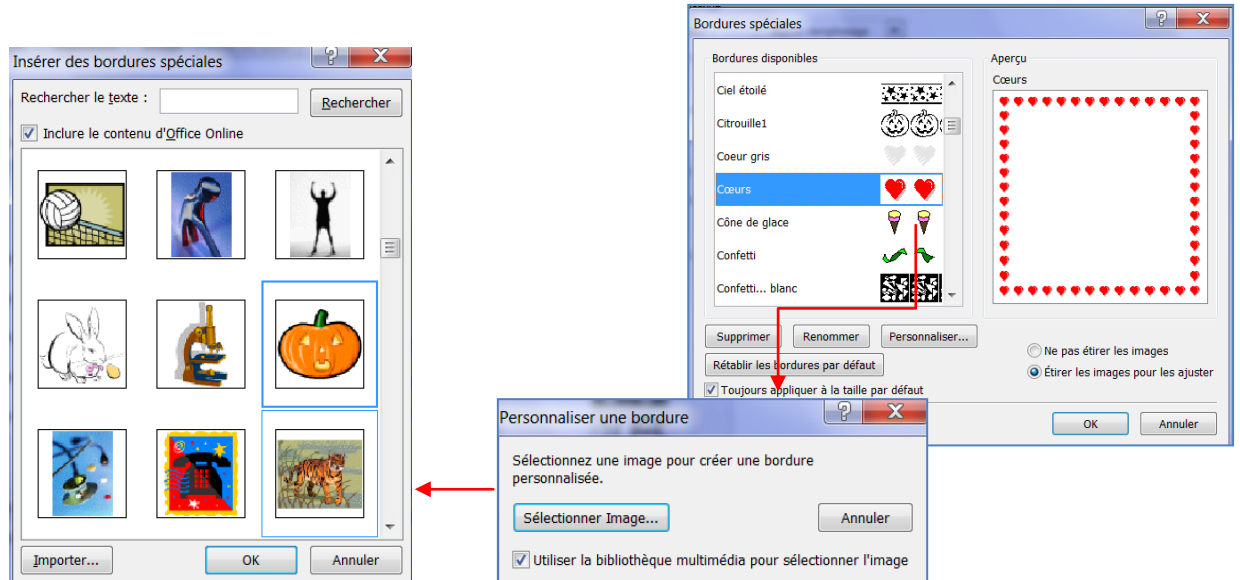 Insérer des bordures spéciales
Rechercher le texte :
Rechercher
Inclure le contenu d'Office Online
Importer...
OK
Annuler
Bordures spéciales
Bordures disponibles
Ciel étoilé
Citrouille1
Coeur gris
Cœurs
Cône de glace
Confetti
Confetti... blanc
Supprimer
Renommer
Personnaliser...
Rétablir les bordures par défaut
Toujours appliquer à la taille par défaut
Aperçu
Cœurs
Ne pas étirer les images
Étirer les images pour les ajuster
OK
Annuler
Personnaliser une bordure
Sélectionnez une image pour créer une bordure
personnalisée.
Sélectionner Image...
Annuler
Utiliser la bibliothèque multimédia pour sélectionner l'image